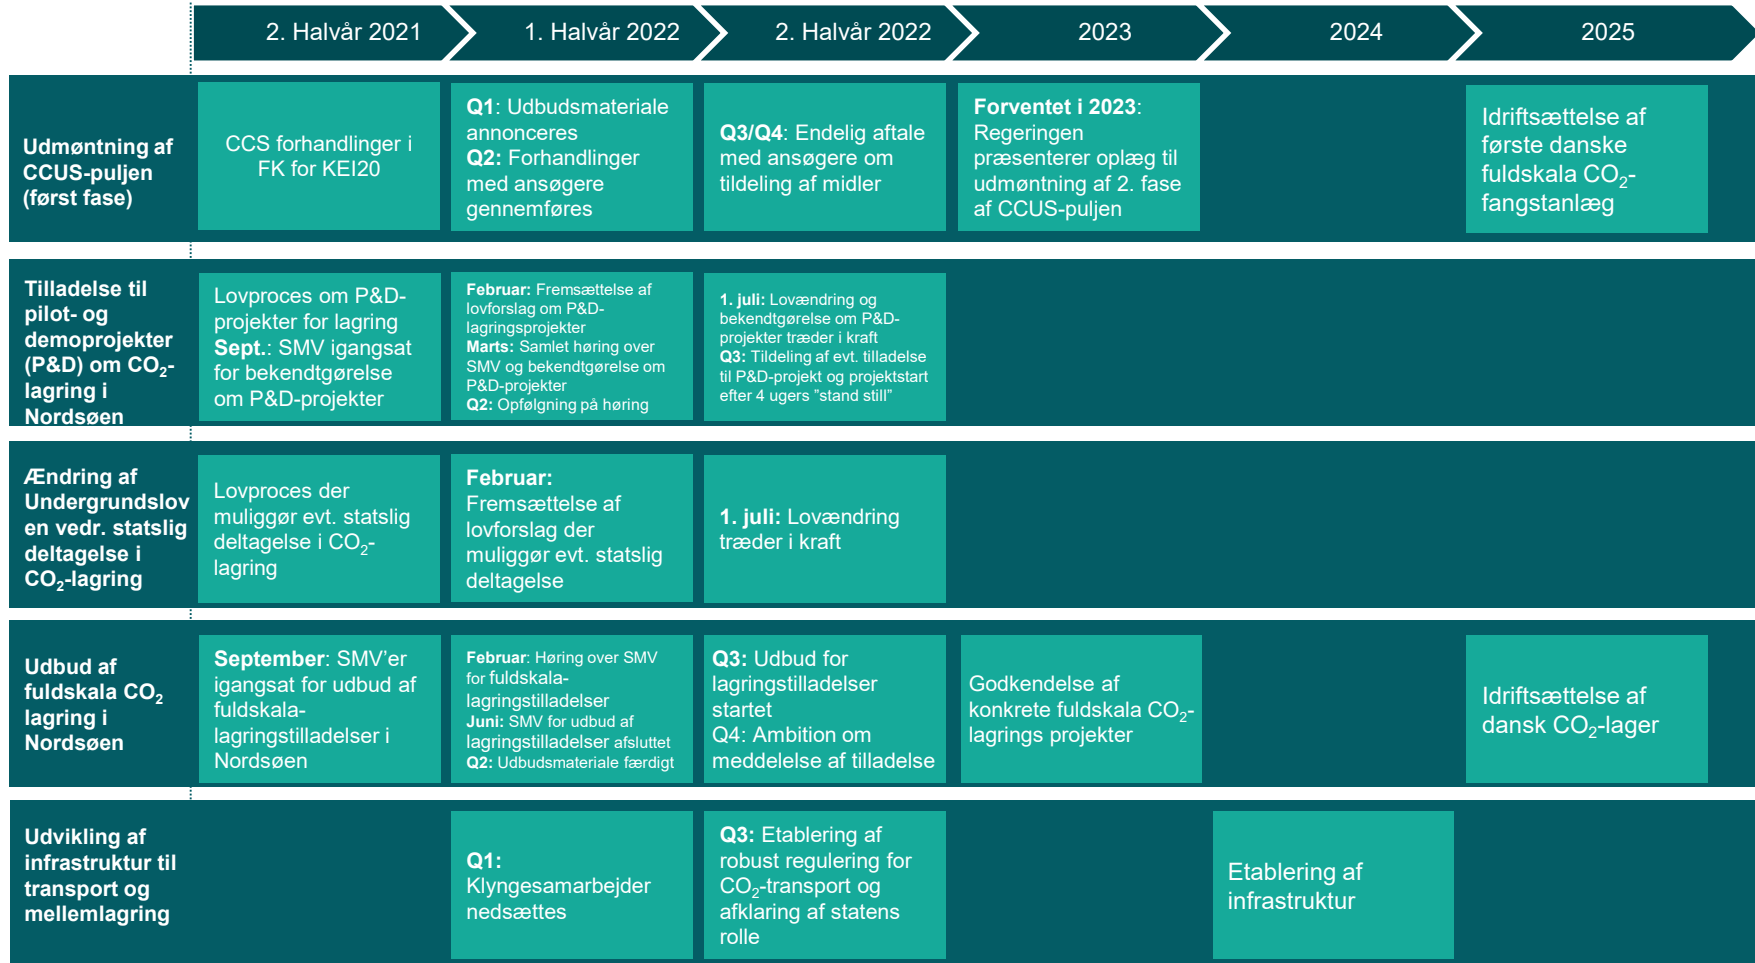 2. Halvår 2021
1. Halvår 2022
2. Halvår 2022
2023
2024
2025
Udmøntning af
CCUS-puljen
(først fase)
CCS forhandlinger i
FK for KEI20
Q1: Udbudsmateriale
annonceres
Q2: Forhandlinger
med ansøgere
gennemføres
Q3/Q4: Endelig aftale
med ansøgere om
tildeling af midler
Forventet i 2023:
Regeringen
præsenterer oplæg til
udmøntning af 2. fase
af CCUS-puljen
Idriftsættelse af
første danske
fuldskala CO₂-
fangstanlæg
Tilladelse til
pilot- og
demoprojekter
(P&D) om CO₂-
lagring i
Nordsøen
Lovproces om P&D-
projekter for lagring
Sept.: SMV igangsat
for bekendtgørelse
om P&D-projekter
Februar: Fremsættelse af
lovforslag om P&D-
lagringsprojekter
Marts: Samlet høring over
SMV og bekendtgørelse om
P&D-projekter
Q2: Opfølgning på høring
1. juli: Lovændring og
bekendtgørelse om P&D-
projekter træder i kraft
Q3: Tildeling af evt. tilladelse
til P&D-projekt og projektstart
efter 4 ugers ”stand still”
Ændring af
Undergrundslov
en vedr. statslig
deltagelse i
CO₂-lagring
Lovproces der
muliggør evt. statslig
deltagelse i CO₂-
lagring
Februar:
Fremsættelse af
lovforslag der
muliggør evt. statslig
deltagelse
1. juli: Lovændring
træder i kraft
Udbud af
fuldskala CO₂
lagring i
Nordsøen
September: SMV’er
igangsat for udbud af
fuldskala-
lagringstilladelser i
Nordsøen
Februar: Høring over SMV
for fuldskala-
lagringstilladelser
Juni: SMV for udbud af
lagringstilladelser afsluttet
Q2: Udbudsmateriale færdigt
Q3: Udbud for
lagringstilladelser
startet
Q4: Ambition om
meddelelse af tilladelse
Godkendelse af
konkrete fuldskala CO₂-
lagrings projekter
Idriftsættelse af
dansk CO₂-lager
Udvikling af
infrastruktur til
transport og
mellemlagring
Q1:
Klyngesamarbejder
nedsættes
Q3: Etablering af
robust regulering for
CO₂-transport og
afklaring af statens
rolle
Etablering af
infrastruktur